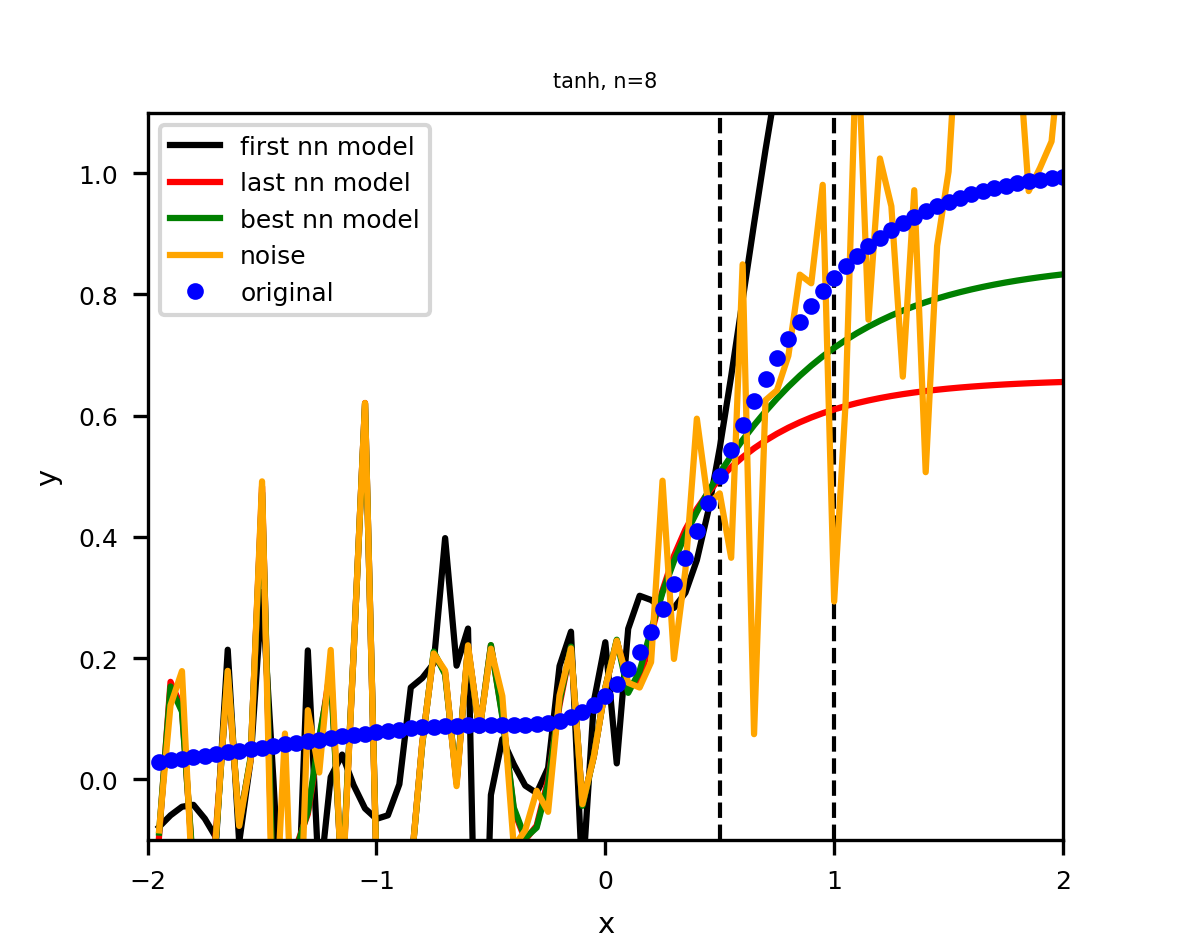 tanh, n=8
first nn model
last nn model
best nn model
noise
original
1.0
0.8
0.6
0.4
0.2
0.0
y
−2
−1
0
1
2
x